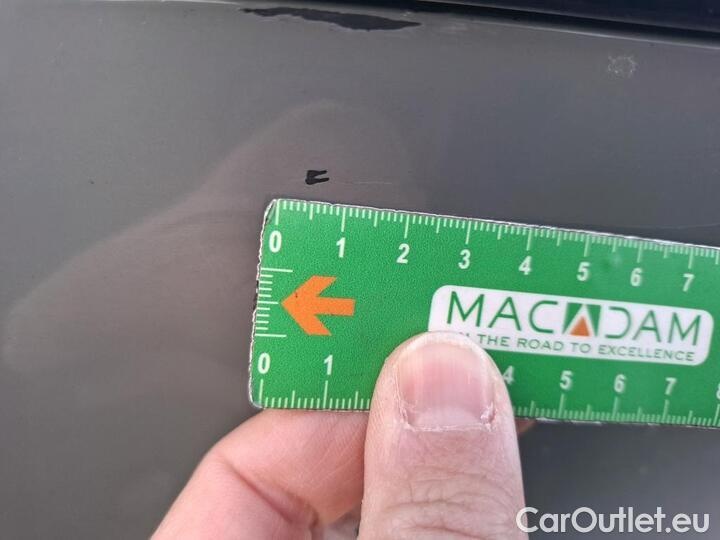 0 1 2 3 4 5 6 7
MACADAM
THE ROAD TO EXCELLENCE
0 1 4 5 6 7 8
CarOutlet.eu